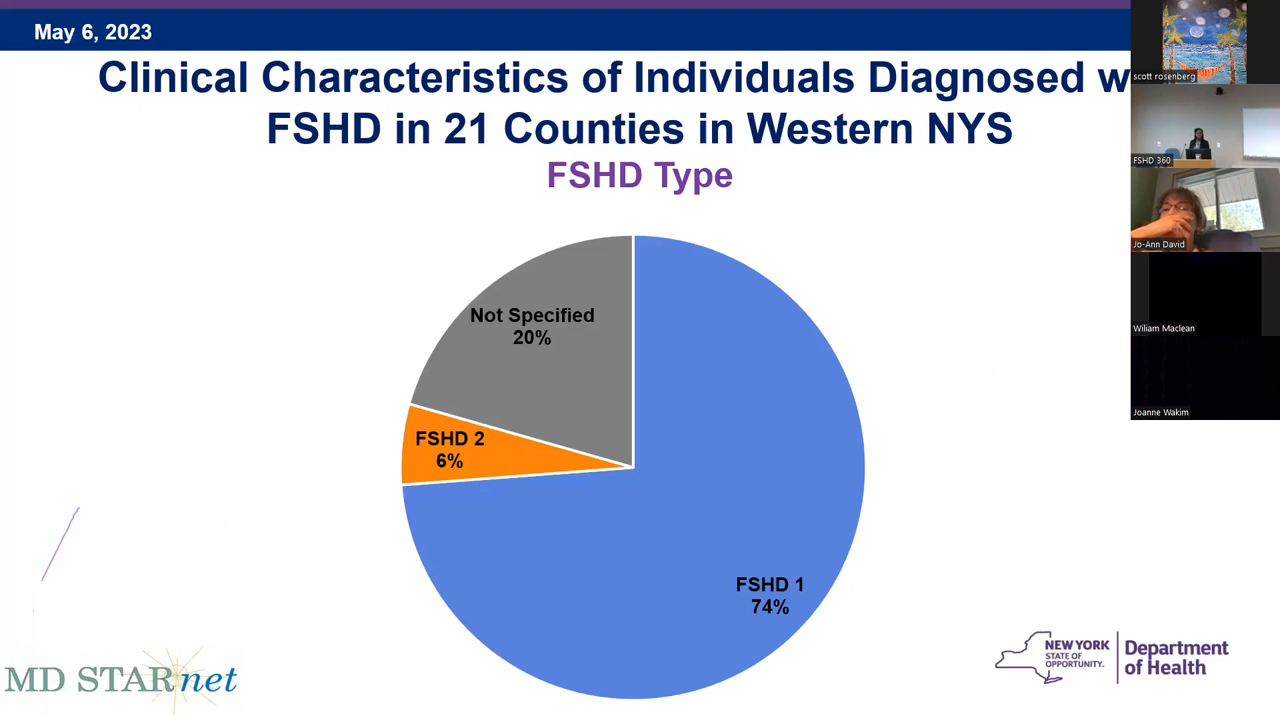 May 6, 2023
Clinical Characteristics of Individuals Diagnosed w
FSHD in 21 Counties in Western NYS
FSHD Type
Not Specified
20%
FSHD 2
6%
FSHD 1
74%
MD STARnet
NEW YORK
STATE OF
OPPORTUNITY.
Department
of Health
scott rosenberg
FSHD 360
Jo-Ann David
Wiliam Maclean
Joanne Wakim